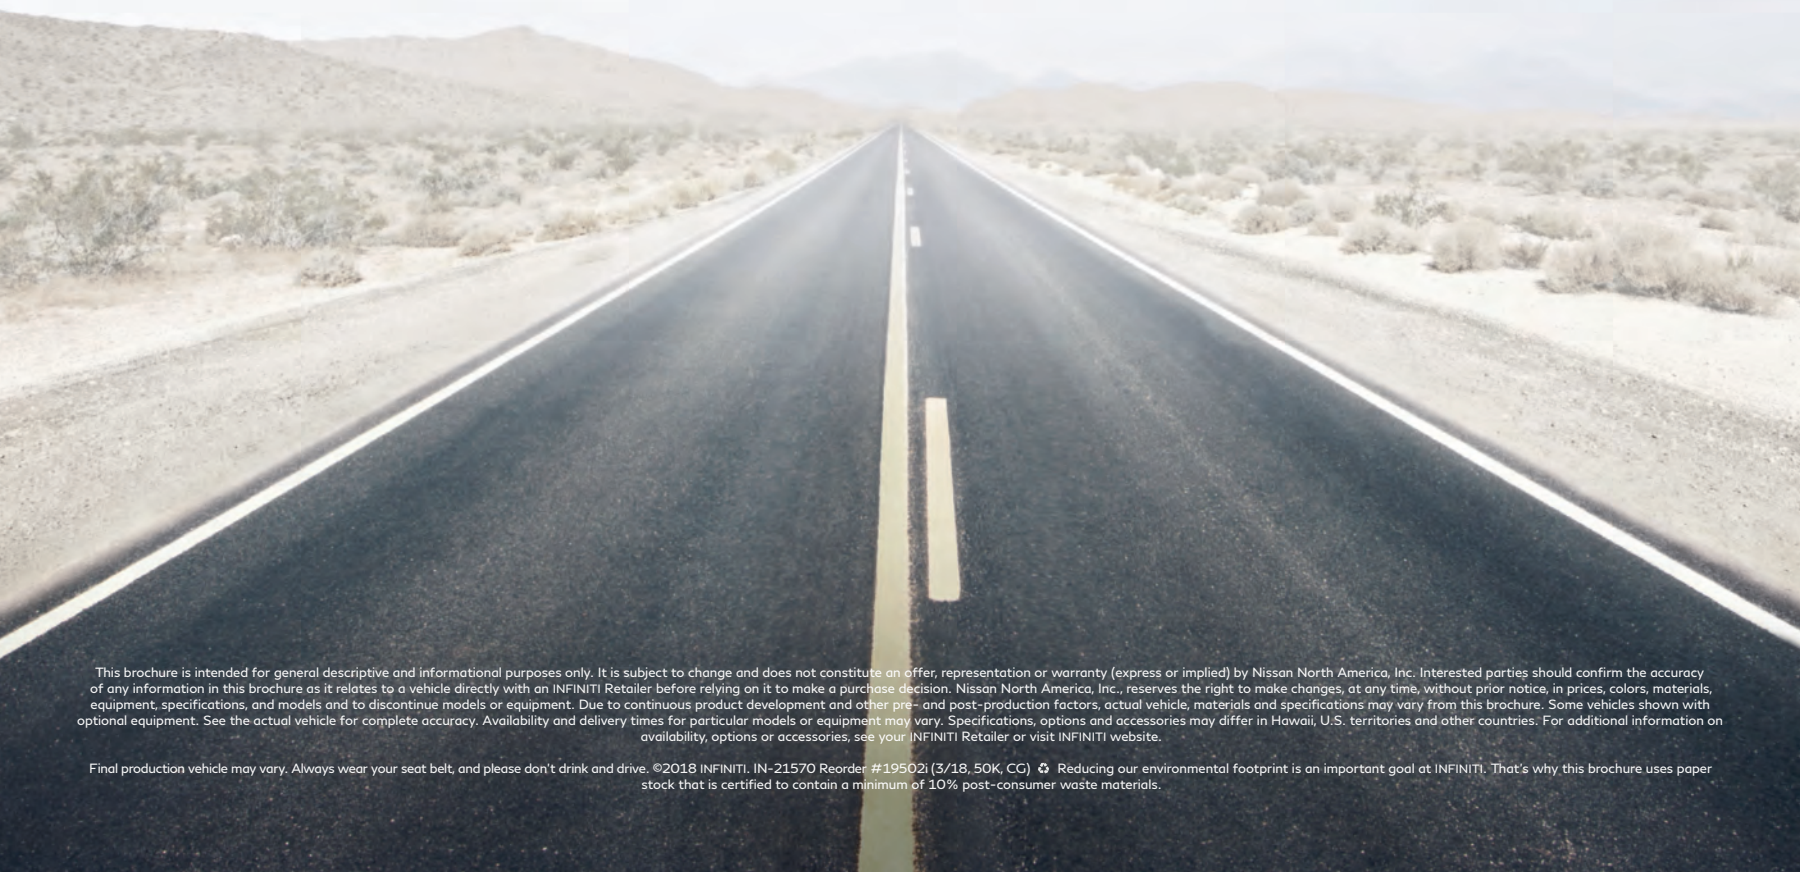 This brochure is intended for general descriptive and informational purposes only. It is subject to change and does not constitute an offer, representation or warranty (express or implied) by Nissan North America, Inc. Interested parties should confirm the accuracy
of any information in this brochure as it relates to a vehicle directly with an INFINITI Retailer before relying on it to make a purchase decision. Nissan North America, Inc., reserves the right to make changes, at any time, without prior notice, in prices, colors, materials,
equipment, specifications, and models and to discontinue models or equipment. Due to continuous product development and other pre- and post-production factors, actual vehicle, materials and specifications may vary from this brochure. Some vehicles shown with
optional equipment. See the actual vehicle for complete accuracy. Availability and delivery times for particular models or equipment may vary. Specifications, options and accessories may differ in Hawaii, U.S. territories and other countries. For additional information on
availability, options or accessories, see your INFINITI Retailer or visit INFINITI website.
Final production vehicle may vary. Always wear your seat belt, and please don't drink and drive. ©2018 INFINITI. IN-21570 Reorder #19502i (3/18, 50K, CG) ♻ Reducing our environmental footprint is an important goal at INFINITI. That's why this brochure uses paper
stock that is certified to contain a minimum of 10% post-consumer waste materials.